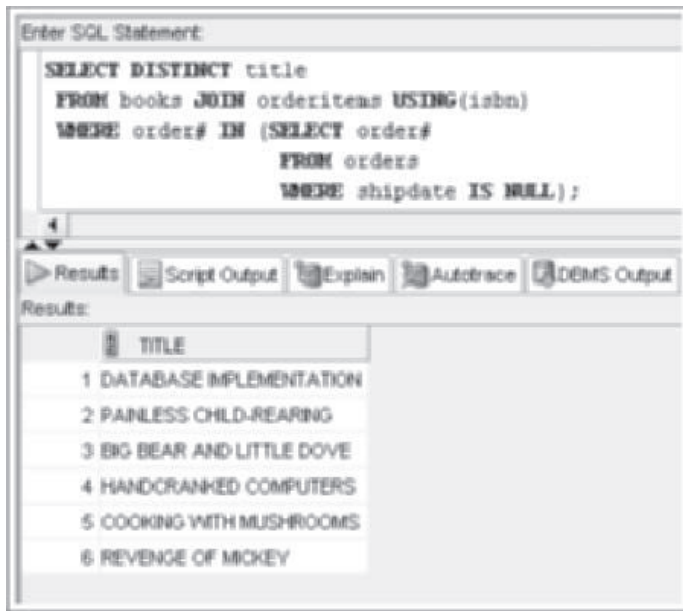 Enter SQL Statement:
SELECT DISTINCT title
FROM books JOIN orderitems USING(isbn)
WHERE order# IN (SELECT order#
FROM orders
WHERE shipdate IS NULL);
Results Script Output Explain Autotrace DBMS Output
Results:
TITLE
1 DATABASE IMPLEMENTATION
2 PAINLESS CHILD-REARING
3 BIG BEAR AND LITTLE DOVE
4 HANDCRANKED COMPUTERS
5 COOKING WITH MUSHROOMS
6 REVENGE OF MICKEY